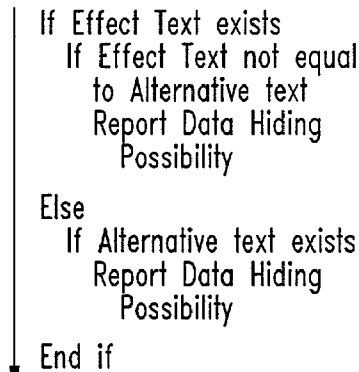 If Effect Text exists
If Effect Text not equal
to Alternative text
Report Data Hiding
Possibility
Else
If Alternative text exists
Report Data Hiding
Possibility
End if